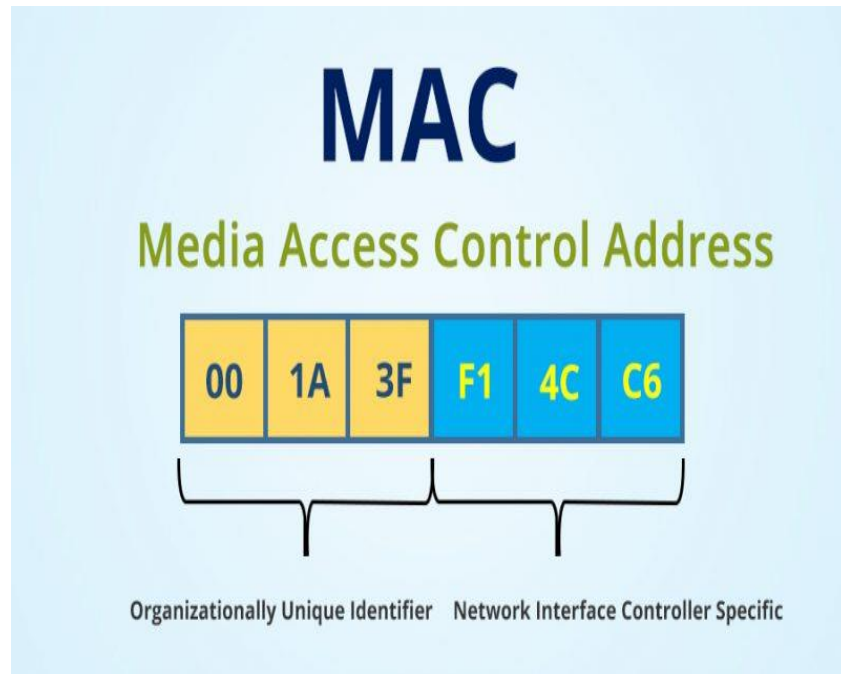 MAC
Media Access Control Address
00 1A 3F F1 4C C6
Organizationally Unique Identifier Network Interface Controller Specific